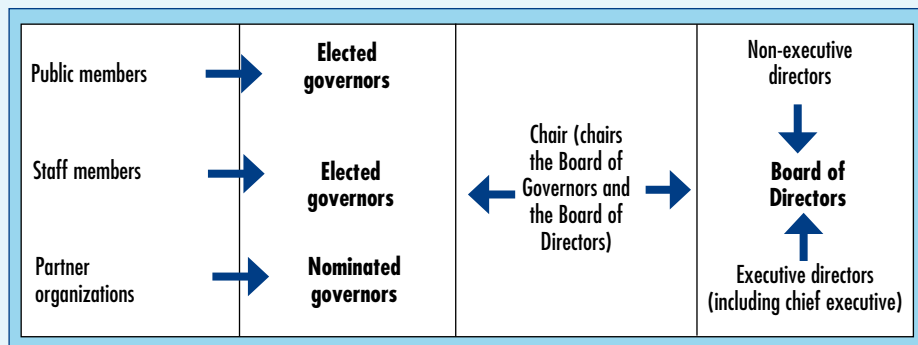 Public members
Elected
governors
Staff members
Elected
governors
Partner
organizations
Nominated
governors
Chair (chairs
the Board of
Governors and
the Board of
Directors)
Non-executive
directors
Board of
Directors
Executive directors
(including chief executive)